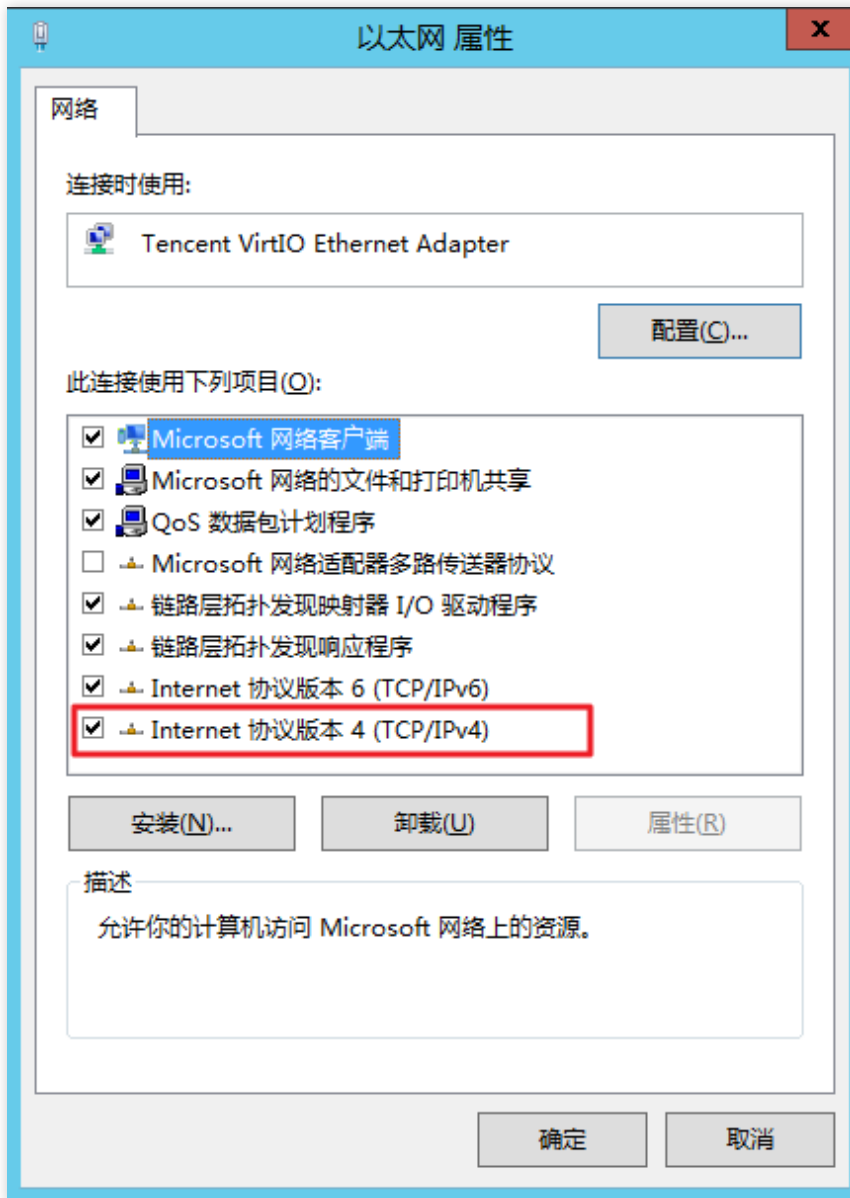 以太网 属性
x
网络
连接时使用:
Tencent VirtIO Ethernet Adapter
配置(C)...
此连接使用下列项目(O):
Microsoft 网络客户端
Microsoft 网络的文件和打印机共享
QoS 数据包计划程序
Microsoft 网络适配器多路传送器协议
链路层拓扑发现映射器 I/O 驱动程序
链路层拓扑发现响应程序
Internet 协议版本 6 (TCP/IPv6)
Internet 协议版本 4 (TCP/IPv4)
安装(N)... 卸载(U) 属性(R)
描述
允许你的计算机访问 Microsoft 网络上的资源。
确定 取消